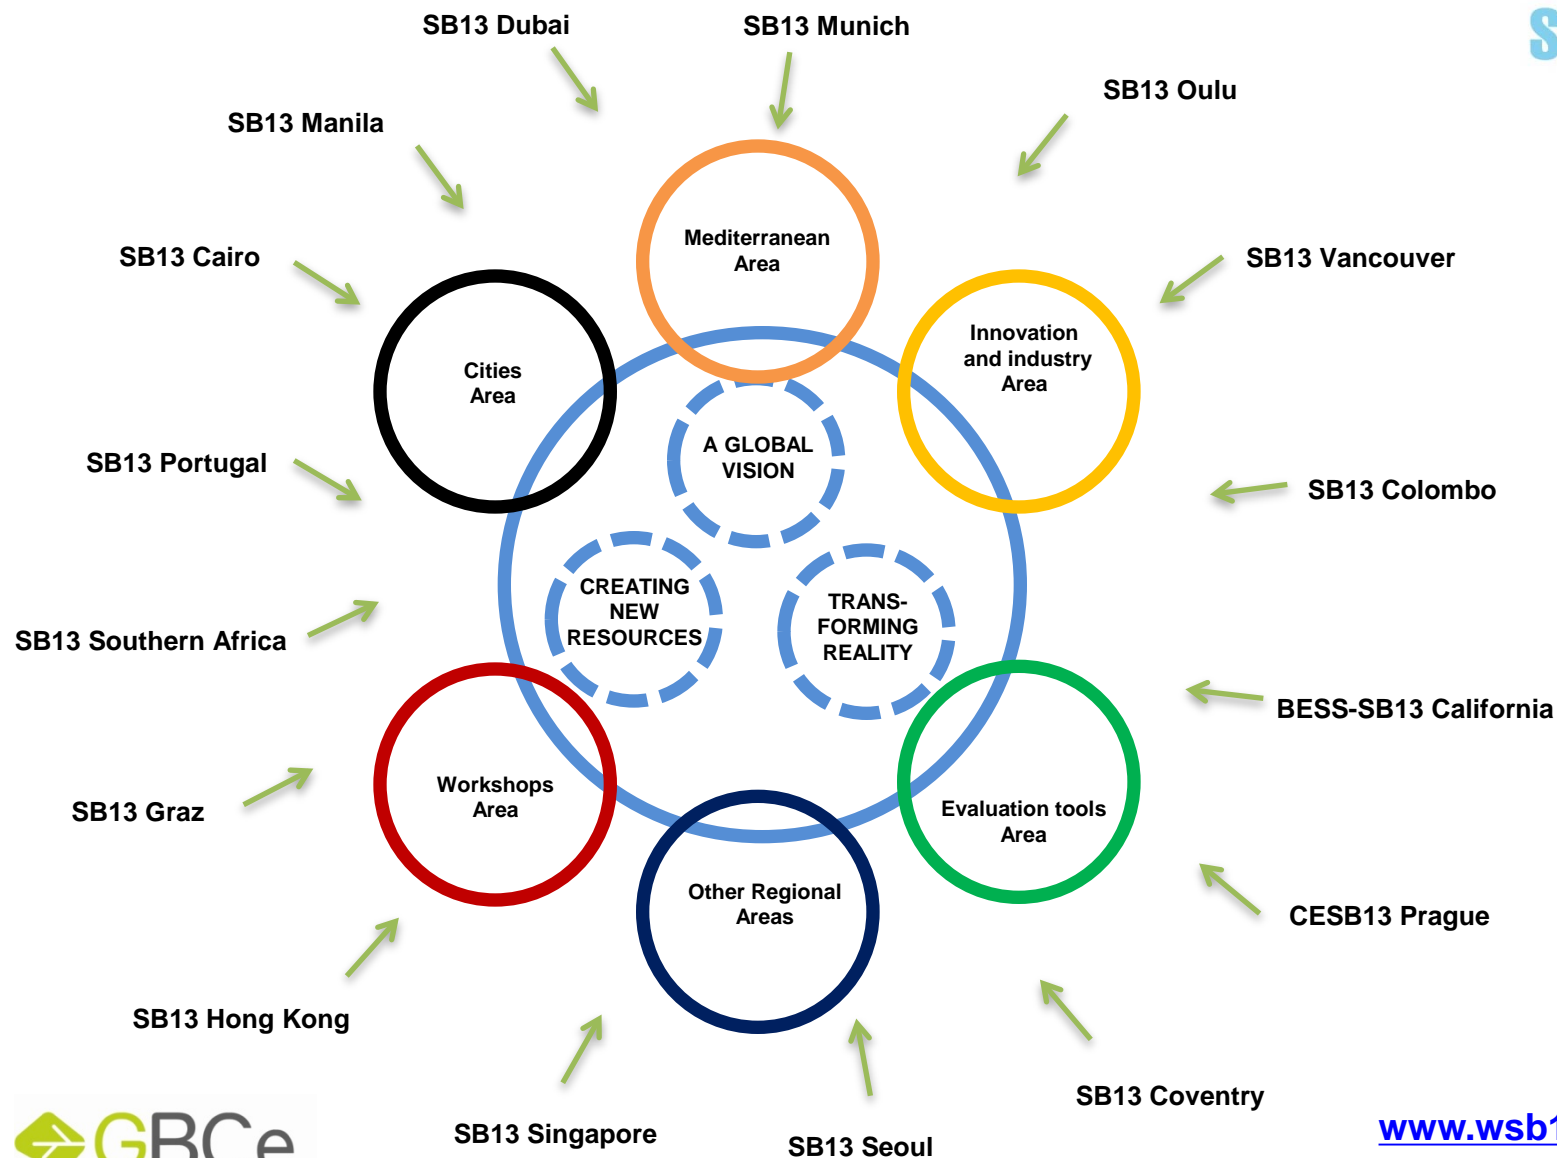 SB13 Dubai
SB13 Munich
S
SB13 Oulu
SB13 Manila
SB13 Cairo
Mediterranean
Area
SB13 Vancouver
Innovation
and industry
Area
Cities
Area
A GLOBAL
VISION
SB13 Portugal
SB13 Colombo
CREATING
NEW
RESOURCES
TRANS-
FORMING
REALITY
SB13 Southern Africa
BESS-SB13 California
Workshops
Area
SB13 Graz
Evaluation tools
Area
Other Regional
Areas
CESB13 Prague
SB13 Hong Kong
SB13 Coventry
SB13 Singapore
SB13 Seoul
GBCe
www.wsb1